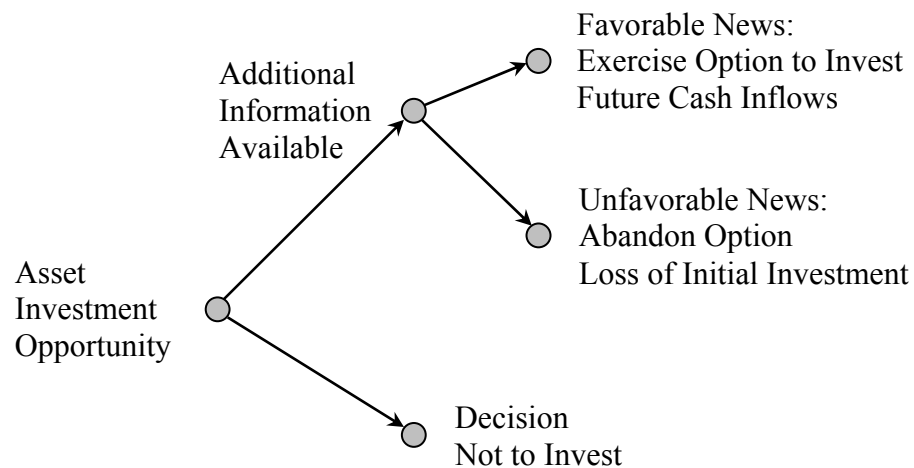 Favorable News:
Exercise Option to Invest
Future Cash Inflows
Additional
Information
Available
Unfavorable News:
Abandon Option
Loss of Initial Investment
Asset
Investment
Opportunity
Decision
Not to Invest